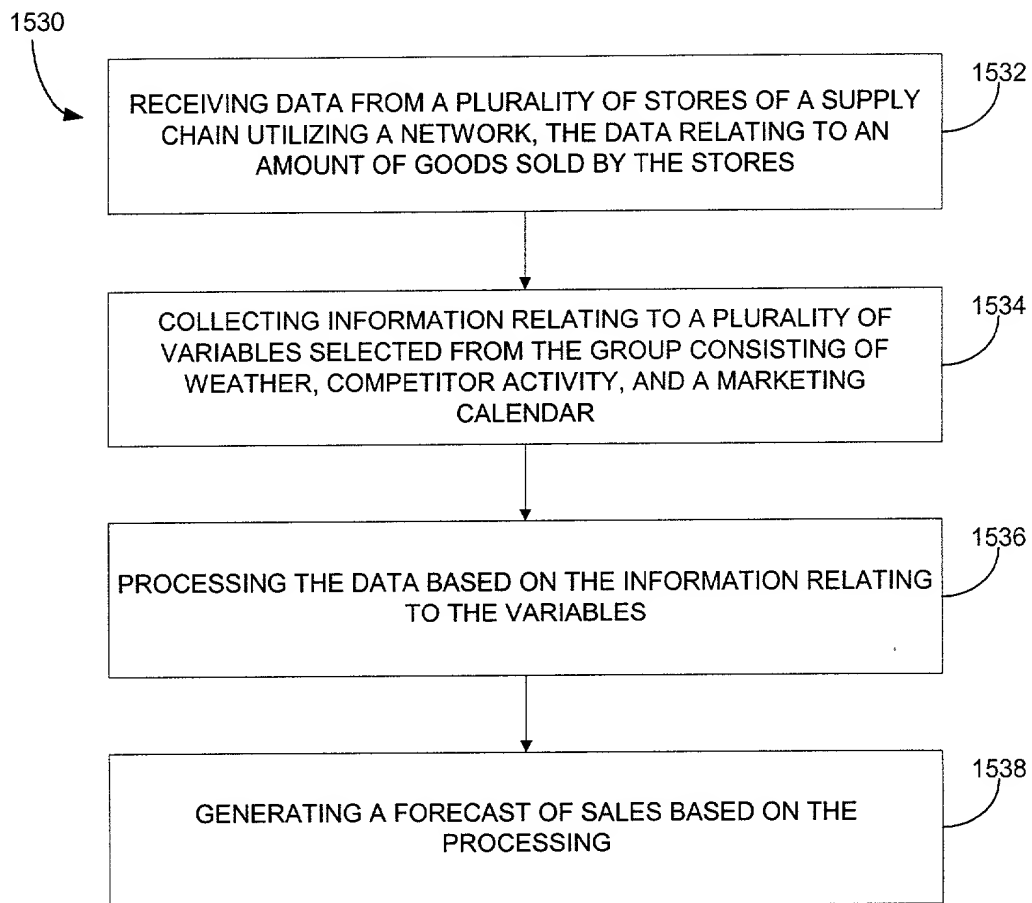 1530
1532
RECEIVING DATA FROM A PLURALITY OF STORES OF A SUPPLY
CHAIN UTILIZING A NETWORK, THE DATA RELATING TO AN
AMOUNT OF GOODS SOLD BY THE STORES
1534
COLLECTING INFORMATION RELATING TO A PLURALITY OF
VARIABLES SELECTED FROM THE GROUP CONSISTING OF
WEATHER, COMPETITOR ACTIVITY, AND A MARKETING
CALENDAR
1536
PROCESSING THE DATA BASED ON THE INFORMATION RELATING
TO THE VARIABLES
1538
GENERATING A FORECAST OF SALES BASED ON THE
PROCESSING